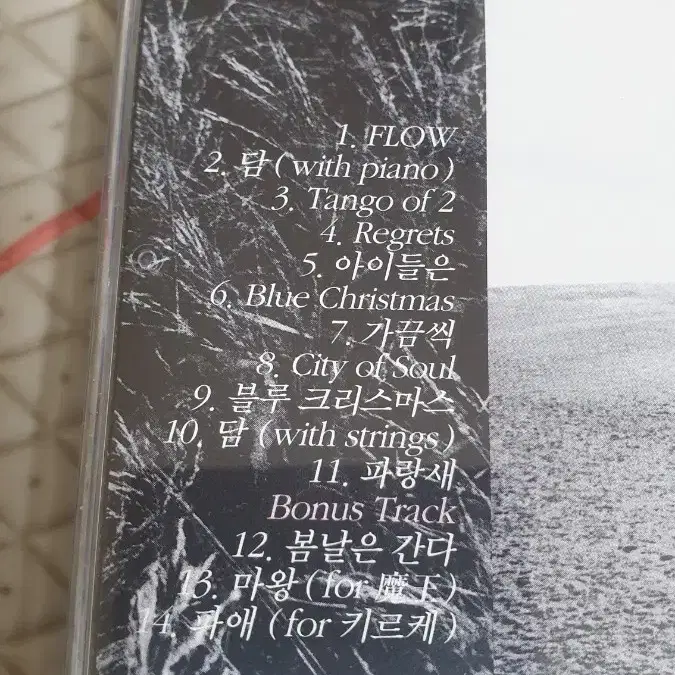 1. FLOW
2. 담 (with piano)
3. Tango of 2
4. Regrets
5. 아이들은
6. Blue Christmas
7. 가끔씩
8. City of Soul
9. 블루 크리스마스
10. 담 (with strings)
11. 파랑새
Bonus Track
12. 봄날은 간다
13. 마왕 (for 魔王)
14. 파애 (for 키르케)